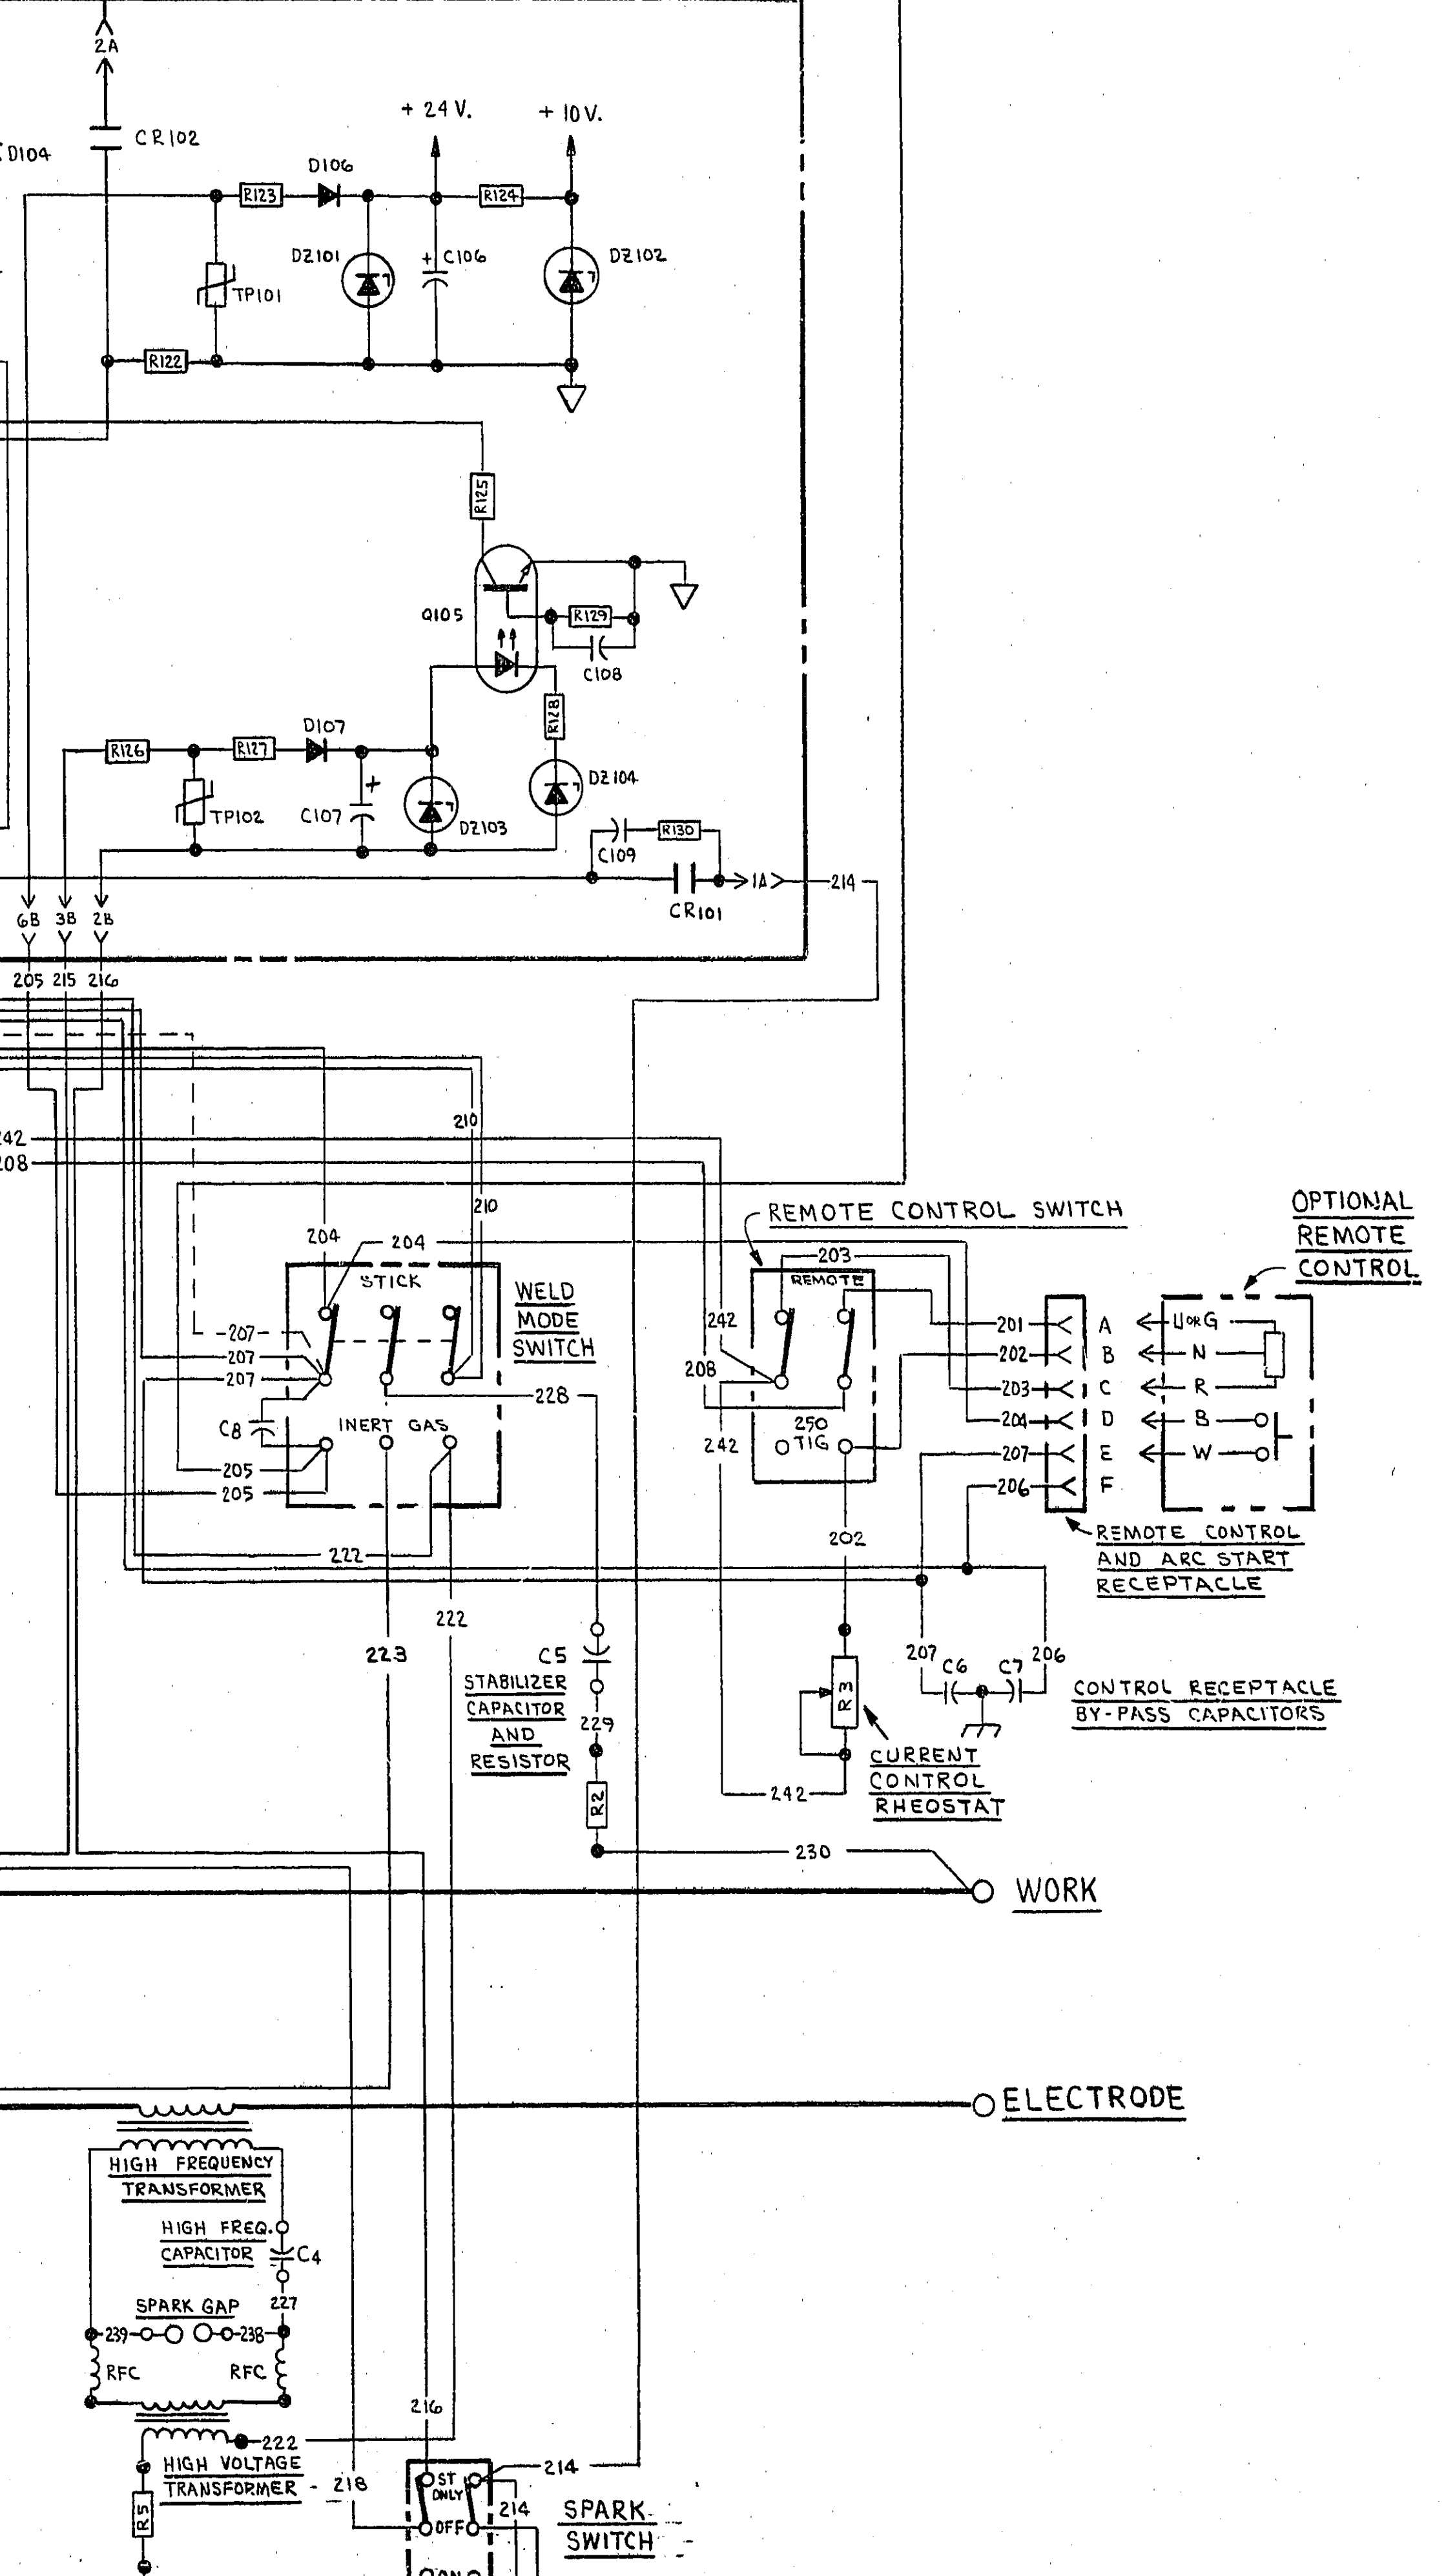 2A
CR102
D104
+ 24 V.
+ 10V.
D106
R123
R124
DZ101
+
C106
DZ102
TP101
R122
R125
Q105
R129
C108
R128
D107
R126
R127
DZ104
+
TP102
C107
DZ103
C109
R130
1A
214
CR101
6B
3B
2B
205
215
216
210
242
208
210
REMOTE CONTROL SWITCH
OPTIONAL
REMOTE
CONTROL
204
204
203
STICK
REMOTE
WELD
MODE
SWITCH
207
207
207
242
208
201
A
W OR G
202
B
N
203
C
R
228
C8
INERT GAS
250
TIG
204
D
B
242
207
E
W
205
205
206
F
REMOTE CONTROL
AND ARC START
RECEPTACLE
202
222
222
223
C5
STABILIZER
CAPACITOR
AND
RESISTOR
229
R2
R3
207
206
C6
C7
CONTROL RECEPTACLE
BY-PASS CAPACITORS
CURRENT
CONTROL
RHEOSTAT
242
230
WORK
ELECTRODE
HIGH FREQUENCY
TRANSFORMER
HIGH FREQ.
CAPACITOR
C4
SPARK GAP
227
239
238
RFC
RFC
216
222
HIGH VOLTAGE
TRANSFORMER
218
R5
214
ST
ONLY
214
OFF
SPARK
SWITCH
ON